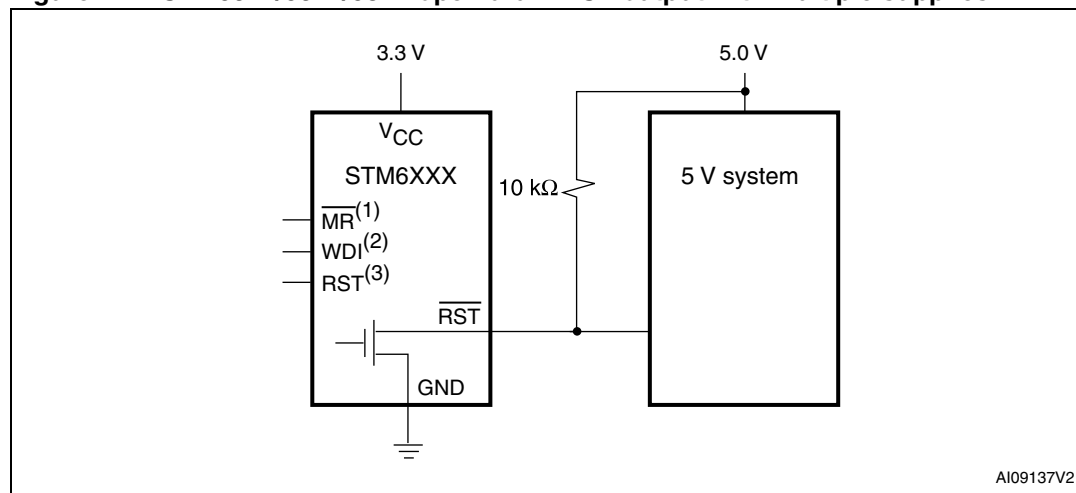 3.3 V
5.0 V
VCC
STM6XXX
10 kΩ
5 V system
MR(1)
WDI(2)
RST(3)
RST
GND
AI09137V2